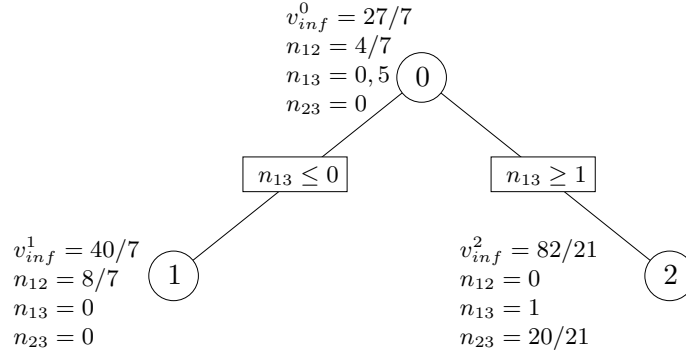 v_{inf}^{0} = 27/7
n_{12} = 4/7
n_{13} = 0, 5
n_{23} = 0
0
n_{13} ≤ 0
n_{13} ≥ 1
v_{inf}^{1} = 40/7
n_{12} = 8/7
n_{13} = 0
n_{23} = 0
1
v_{inf}^{2} = 82/21
n_{12} = 0
n_{13} = 1
n_{23} = 20/21
2